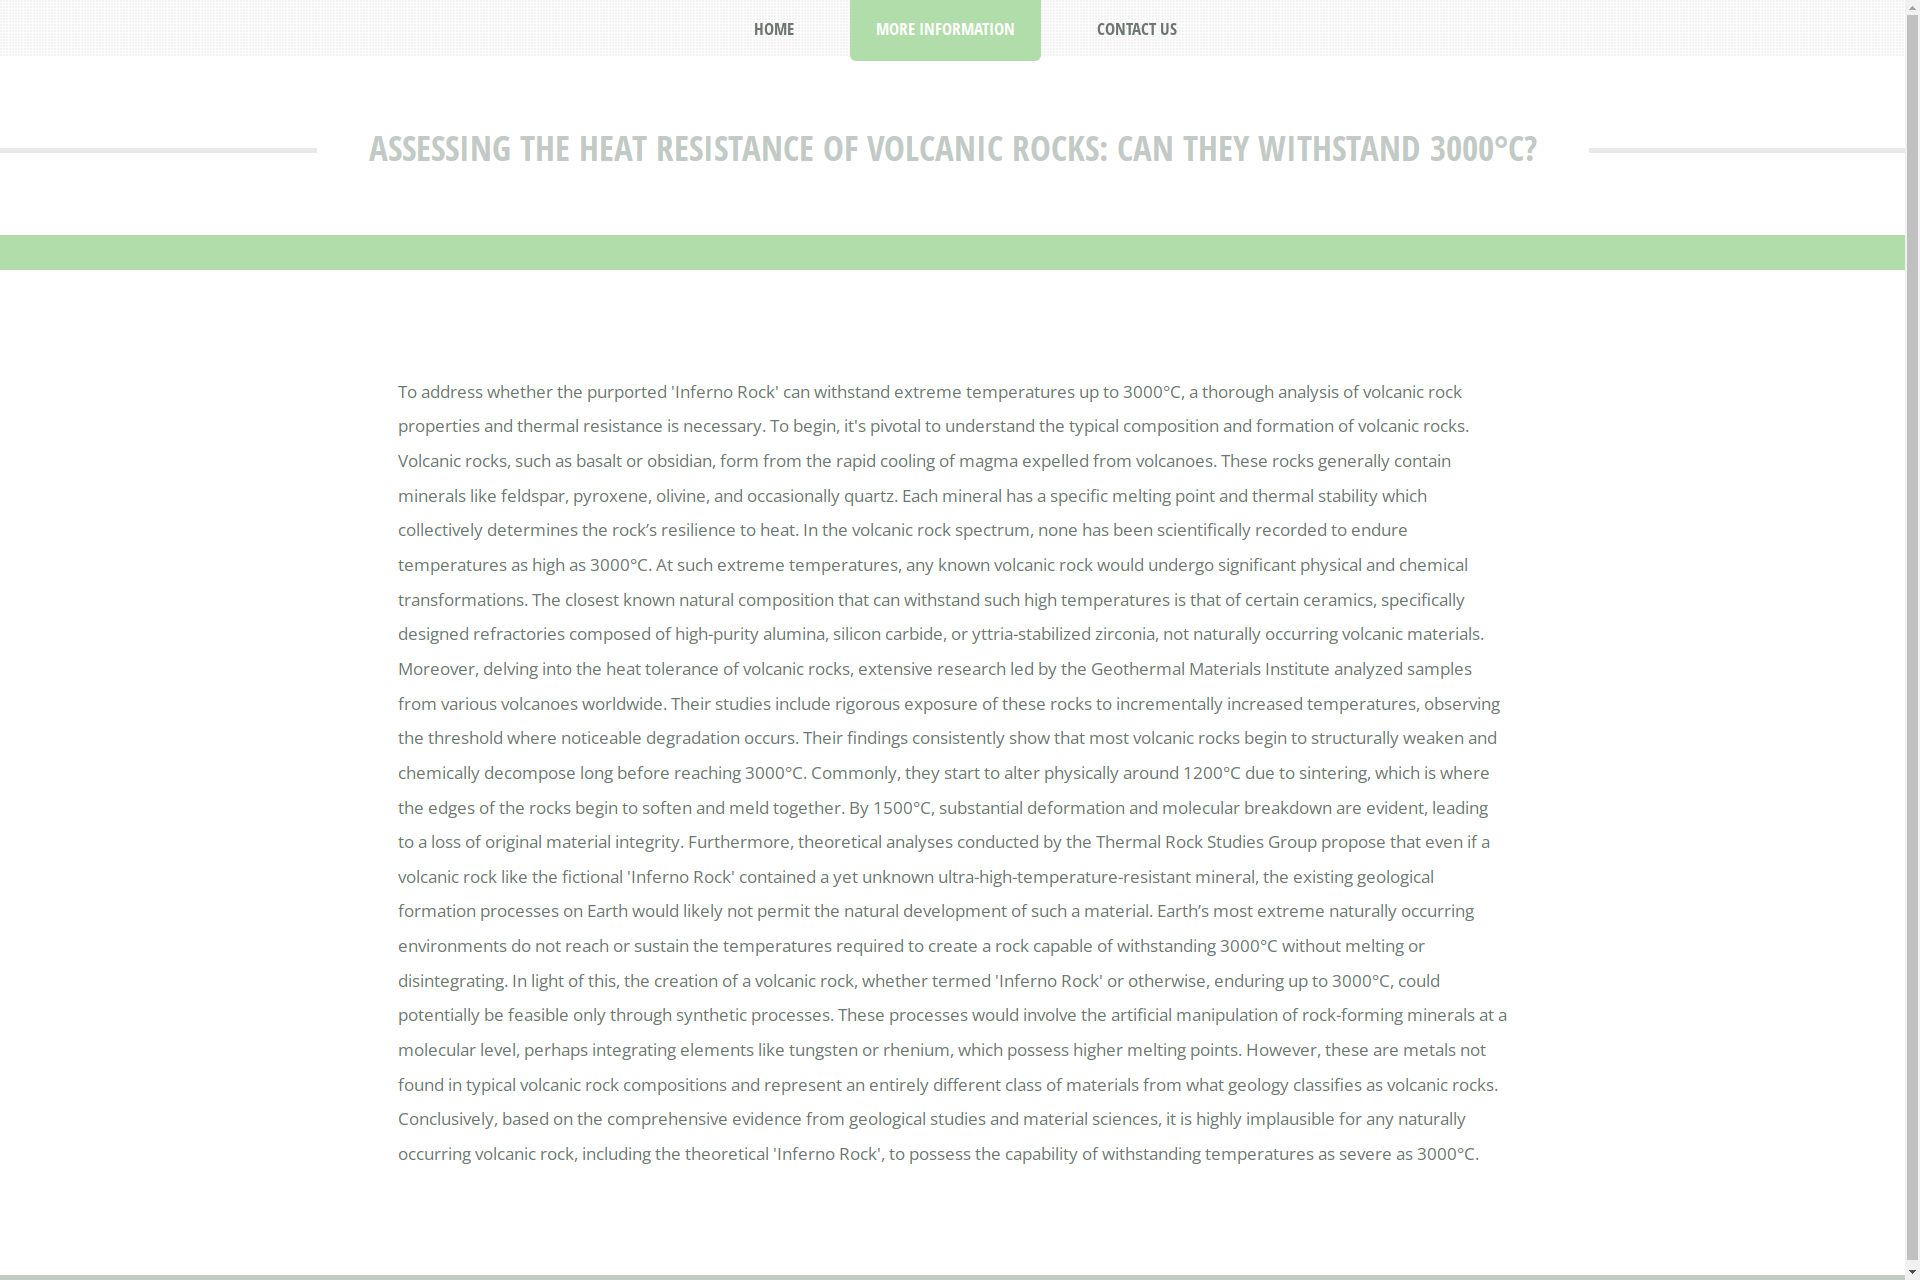 HOME
MORE INFORMATION
CONTACT US
ASSESSING THE HEAT RESISTANCE OF VOLCANIC ROCKS: CAN THEY WITHSTAND 3000°C?
To address whether the purported 'Inferno Rock' can withstand extreme temperatures up to 3000°C, a thorough analysis of volcanic rock
properties and thermal resistance is necessary. To begin, it's pivotal to understand the typical composition and formation of volcanic rocks.
Volcanic rocks, such as basalt or obsidian, form from the rapid cooling of magma expelled from volcanoes. These rocks generally contain
minerals like feldspar, pyroxene, olivine, and occasionally quartz. Each mineral has a specific melting point and thermal stability which
collectively determines the rock’s resilience to heat. In the volcanic rock spectrum, none has been scientifically recorded to endure
temperatures as high as 3000°C. At such extreme temperatures, any known volcanic rock would undergo significant physical and chemical
transformations. The closest known natural composition that can withstand such high temperatures is that of certain ceramics, specifically
designed refractories composed of high-purity alumina, silicon carbide, or yttria-stabilized zirconia, not naturally occurring volcanic materials.
Moreover, delving into the heat tolerance of volcanic rocks, extensive research led by the Geothermal Materials Institute analyzed samples
from various volcanoes worldwide. Their studies include rigorous exposure of these rocks to incrementally increased temperatures, observing
the threshold where noticeable degradation occurs. Their findings consistently show that most volcanic rocks begin to structurally weaken and
chemically decompose long before reaching 3000°C. Commonly, they start to alter physically around 1200°C due to sintering, which is where
the edges of the rocks begin to soften and meld together. By 1500°C, substantial deformation and molecular breakdown are evident, leading
to a loss of original material integrity. Furthermore, theoretical analyses conducted by the Thermal Rock Studies Group propose that even if a
volcanic rock like the fictional 'Inferno Rock' contained a yet unknown ultra-high-temperature-resistant mineral, the existing geological
formation processes on Earth would likely not permit the natural development of such a material. Earth’s most extreme naturally occurring
environments do not reach or sustain the temperatures required to create a rock capable of withstanding 3000°C without melting or
disintegrating. In light of this, the creation of a volcanic rock, whether termed 'Inferno Rock' or otherwise, enduring up to 3000°C, could
potentially be feasible only through synthetic processes. These processes would involve the artificial manipulation of rock-forming minerals at a
molecular level, perhaps integrating elements like tungsten or rhenium, which possess higher melting points. However, these are metals not
found in typical volcanic rock compositions and represent an entirely different class of materials from what geology classifies as volcanic rocks.
Conclusively, based on the comprehensive evidence from geological studies and material sciences, it is highly implausible for any naturally
occurring volcanic rock, including the theoretical 'Inferno Rock', to possess the capability of withstanding temperatures as severe as 3000°C.